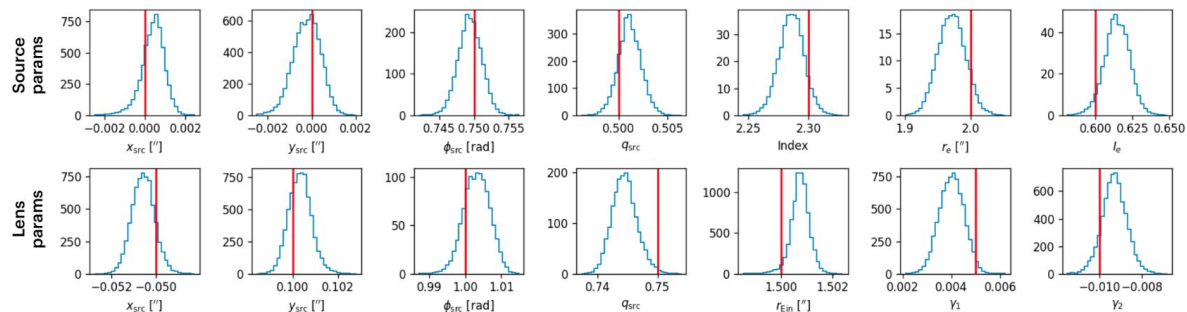 Source
params
750
500
250
0
−0.002 0.000 0.002
x_src ['']
600
400
200
0
−0.002 0.000 0.002
y_src ['']
200
100
0
0.745 0.750 0.755
ϕ_src [rad]
300
200
100
0
0.500 0.505
q_src
30
20
10
0
2.25 2.30
Index
15
10
5
0
1.9 2.0
r_e ['']
40
20
0
0.600 0.625 0.650
I_e
Lens
params
750
500
250
0
−0.052 −0.050
x_src ['']
750
500
250
0
0.100 0.102
y_src ['']
100
50
0
0.99 1.00 1.01
ϕ_src [rad]
200
100
0
0.74 0.75
q_src
1000
500
0
1.500 1.502
r_Ein ['']
750
500
250
0
0.002 0.004 0.006
γ_1
600
400
200
0
−0.010 −0.008
γ_2